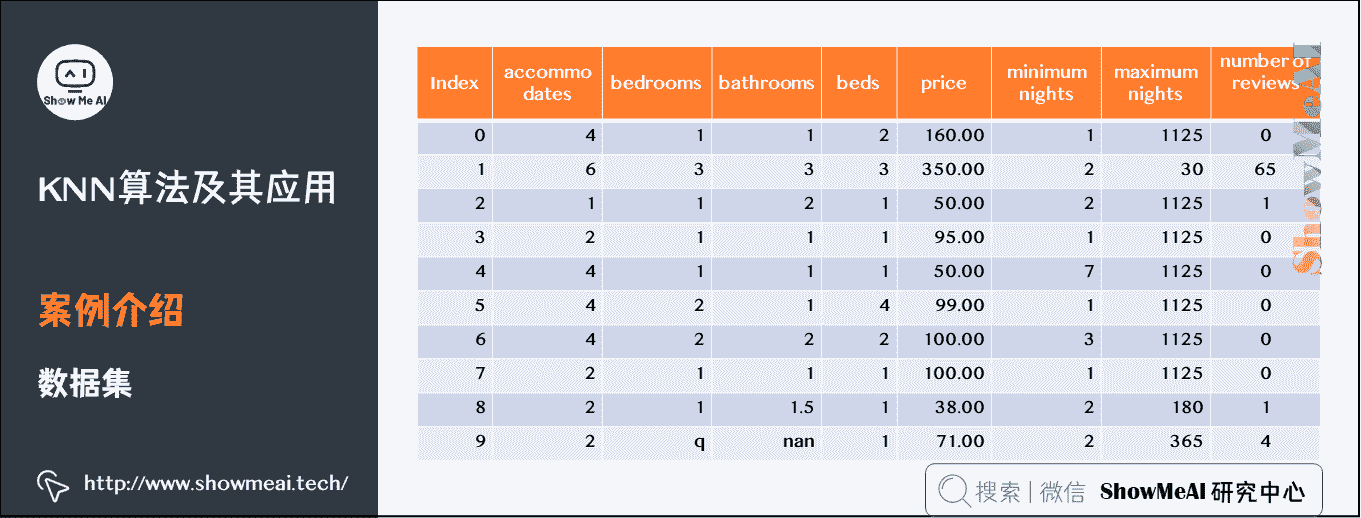 Show Me AI
KNN算法及其应用
案例介绍
数据集
http://www.showmeai.tech/
Index accommo dates bedrooms bathrooms beds price minimum nights maximum nights number of reviews
0 4 1 1 2 160.00 1 1125 0
1 6 3 3 3 350.00 2 30 65
2 1 1 2 1 50.00 2 1125 1
3 2 1 1 1 95.00 1 1125 0
4 4 1 1 1 50.00 7 1125 0
5 4 2 1 4 99.00 1 1125 0
6 4 2 2 2 100.00 3 1125 0
7 2 1 1 1 100.00 1 1125 0
8 2 1 1.5 1 38.00 2 180 1
9 2 q nan 1 71.00 2 365 4
ShowMeAI
搜索 | 微信 ShowMeAI 研究中心